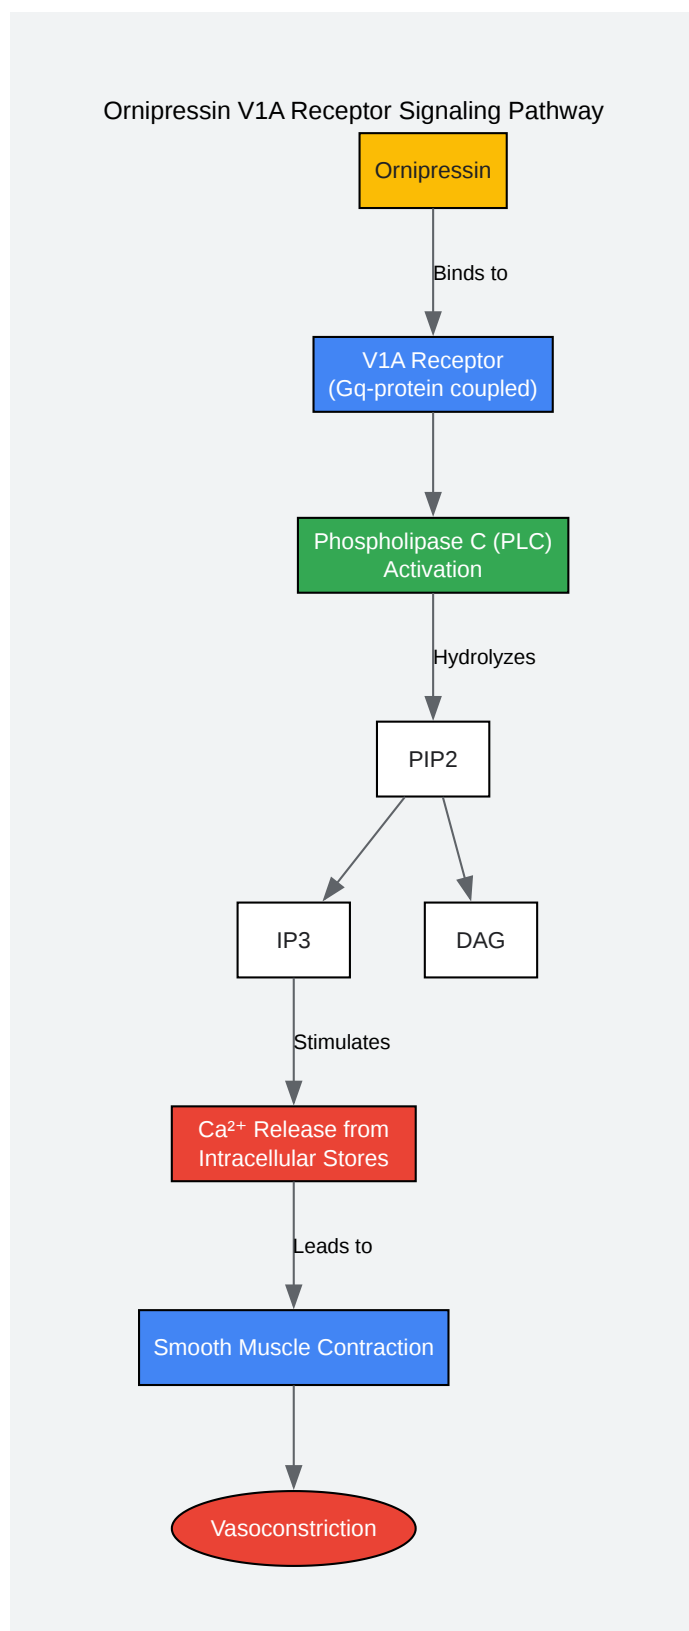 Ornipressin V1A Receptor Signaling Pathway
Ornipressin
Binds to
V1A Receptor
(Gq-protein coupled)
Phospholipase C (PLC)
Activation
Hydrolyzes
PIP2
IP3
DAG
Stimulates
Ca²⁺ Release from
Intracellular Stores
Leads to
Smooth Muscle Contraction
Vasoconstriction